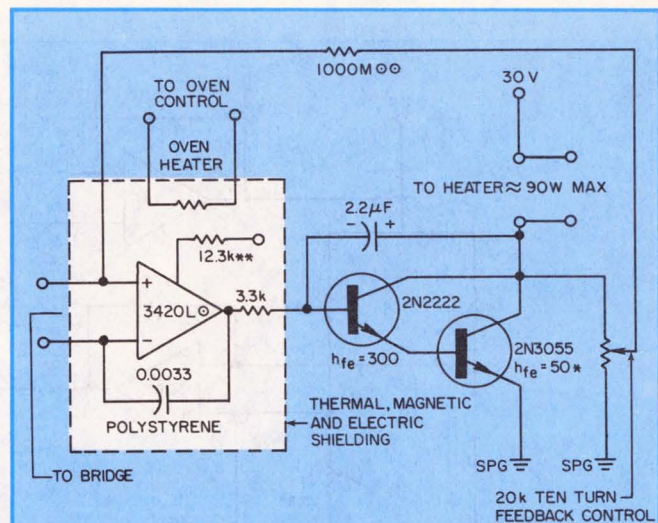 1000M⊙⊙
30 V
TO OVEN
CONTROL
OVEN
HEATER
TO HEATER≈90W MAX
2.2µF
- +
12.3k**
+
3420L⊙
3.3k
-
2N2222
hfe=300
2N3055
hfe=50*
0.0033
POLYSTYRENE
THERMAL, MAGNETIC
AND ELECTRIC
SHIELDING
SPG
SPG
TO BRIDGE
20k TEN TURN
FEEDBACK CONTROL